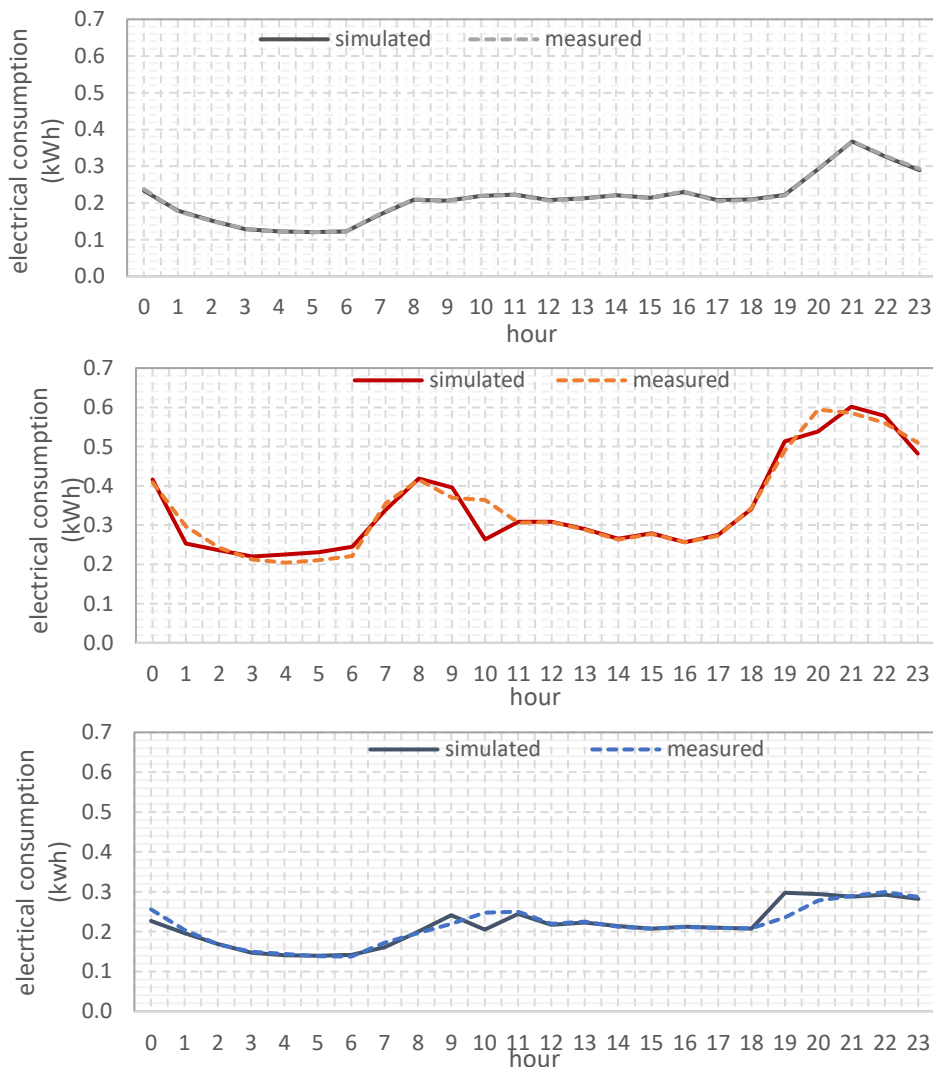 0.7
simulated measured
0.6
0.5
0.4
0.3
0.2
0.1
0.0
electrical consumption
(kWh)
0 1 2 3 4 5 6 7 8 9 10 11 12 13 14 15 16 17 18 19 20 21 22 23
hour
0.7
simulated measured
0.6
0.5
0.4
0.3
0.2
0.1
0.0
electrical consumption
(kWh)
0 1 2 3 4 5 6 7 8 9 10 11 12 13 14 15 16 17 18 19 20 21 22 23
hour
0.7
simulated measured
0.6
0.5
0.4
0.3
0.2
0.1
0.0
elecrtical consumption
(kwh)
0 1 2 3 4 5 6 7 8 9 10 11 12 13 14 15 16 17 18 19 20 21 22 23
hour